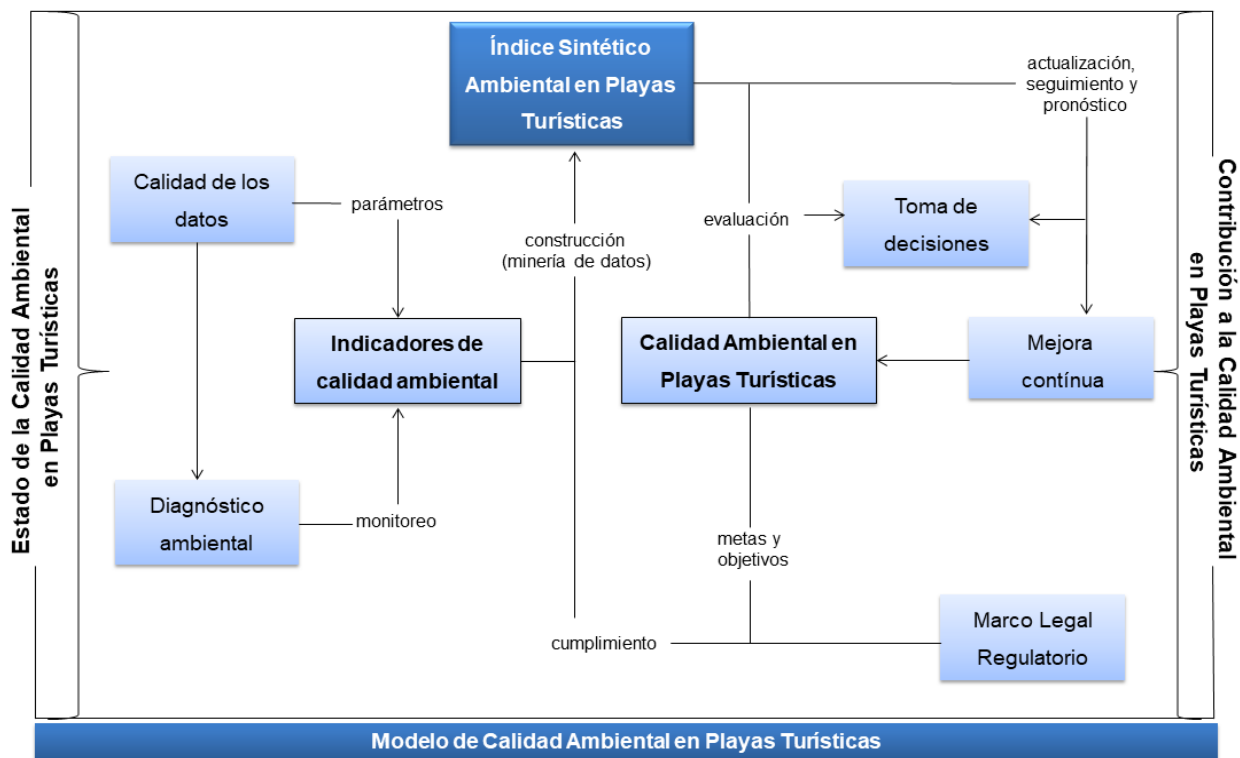 Índice Sintético
Ambiental en Playas
Turísticas
actualización,
seguimiento y
pronóstico
Calidad de los
datos
parámetros
construcción
(minería de datos)
evaluación
Toma de
decisiones
Indicadores de
calidad ambiental
Calidad Ambiental en
Playas Turísticas
Mejora
contínua
Diagnóstico
ambiental
monitoreo
metas y
objetivos
cumplimiento
Marco Legal
Regulatorio
Estado de la Calidad Ambiental
en Playas Turísticas
Contribución a la Calidad Ambiental
en Playas Turísticas
Modelo de Calidad Ambiental en Playas Turísticas